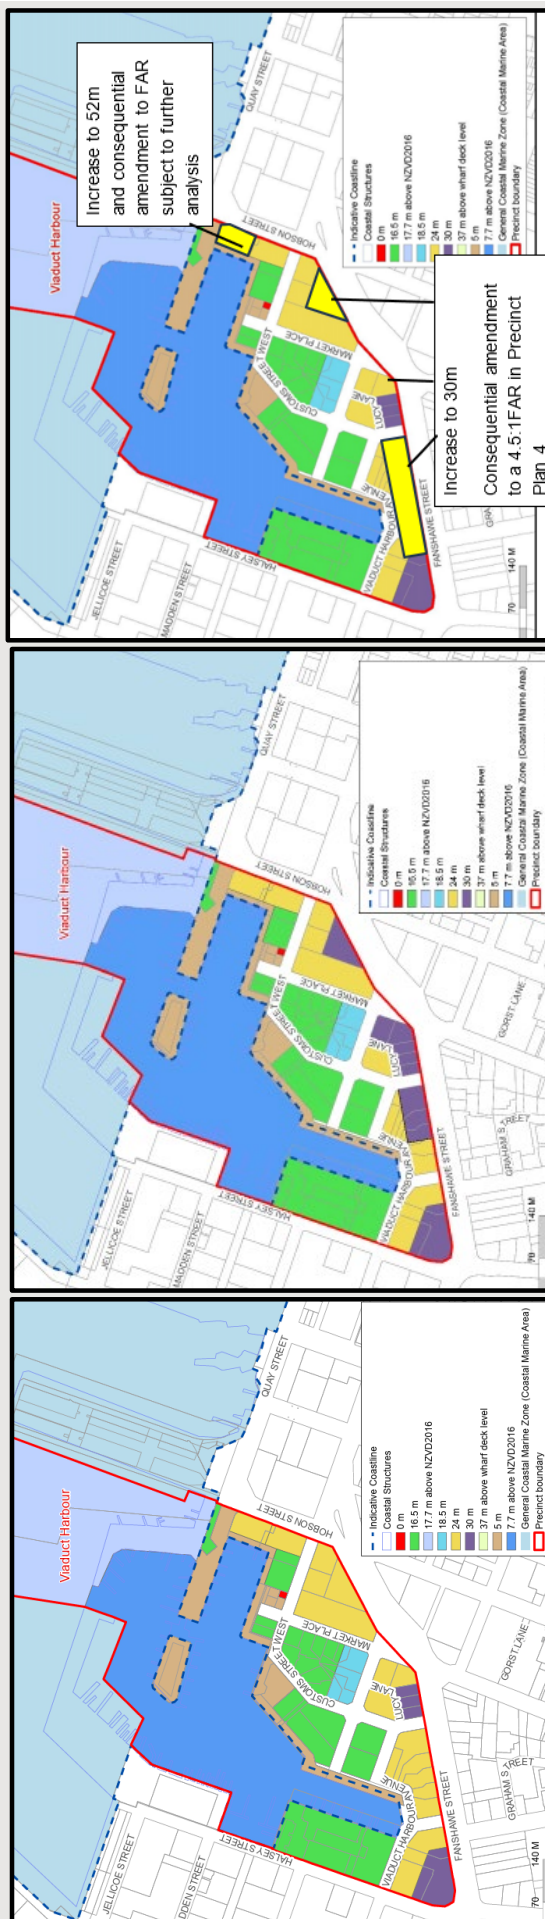 Increase to 52m
and consequential
amendment to FAR
subject to further
analysis
Viaduct Harbour
QUAY STREET
HOBSON STREET
JELLICOE STREET
MADDEN STREET
HALSEY STREET
CUSTOMS STREET WEST
MARKET PLACE
LUCY
LANE
VIADUCT HARBOUR AVENUE
FANSHAWE STREET
GRA
Increase to 30m
Consequential amendment
to a 4.5:1FAR in Precinct
Plan 4
Indicative Coastline
Coastal Structures
0 m
16.5 m
17.7 m above NZVD2016
18.5 m
24 m
30 m
37 m above wharf deck level
5 m
7.7 m above NZVD2016
General Coastal Marine Zone (Coastal Marine Area)
Precinct boundary
70
140 M
Viaduct Harbour
QUAY STREET
HOBSON STREET
JELLICOE STREET
MADDEN STREET
HALSEY STREET
CUSTOMS STREET WEST
MARKET PLACE
LUCY
LANE
VIADUCT HARBOUR AVENUE
FANSHAWE STREET
GRAHAM STREET
GORST LANE
Indicative Coastline
Coastal Structures
0 m
16.5 m
17.7 m above NZVD2016
18.5 m
24 m
30 m
37 m above wharf deck level
5 m
7.7 m above NZVD2016
General Coastal Marine Zone (Coastal Marine Area)
Precinct boundary
70
140 M
Viaduct Harbour
QUAY STREET
HOBSON STREET
JELLICOE STREET
DDEN STREET
HALSEY STREET
CUSTOMS STREET WEST
MARKET PLACE
LUCY
LANE
VIADUCT HARBOUR AVENUE
FANSHAWE STREET
GRAHAM STREET
GORST LANE
Indicative Coastline
Coastal Structures
0 m
16.5 m
17.7 m above NZVD2016
18.5 m
24 m
30 m
37 m above wharf deck level
5 m
7.7 m above NZVD2016
General Coastal Marine Zone (Coastal Marine Area)
Precinct boundary
70
140 M